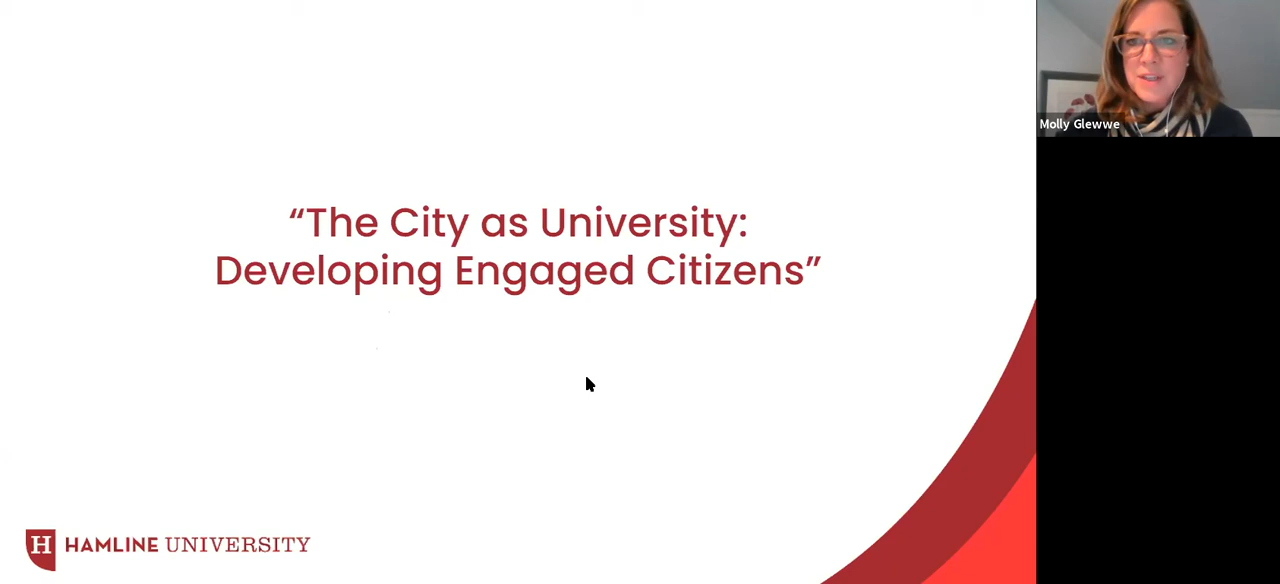 “The City as University:
Developing Engaged Citizens”
Molly Glewwe
H HAMLINE UNIVERSITY